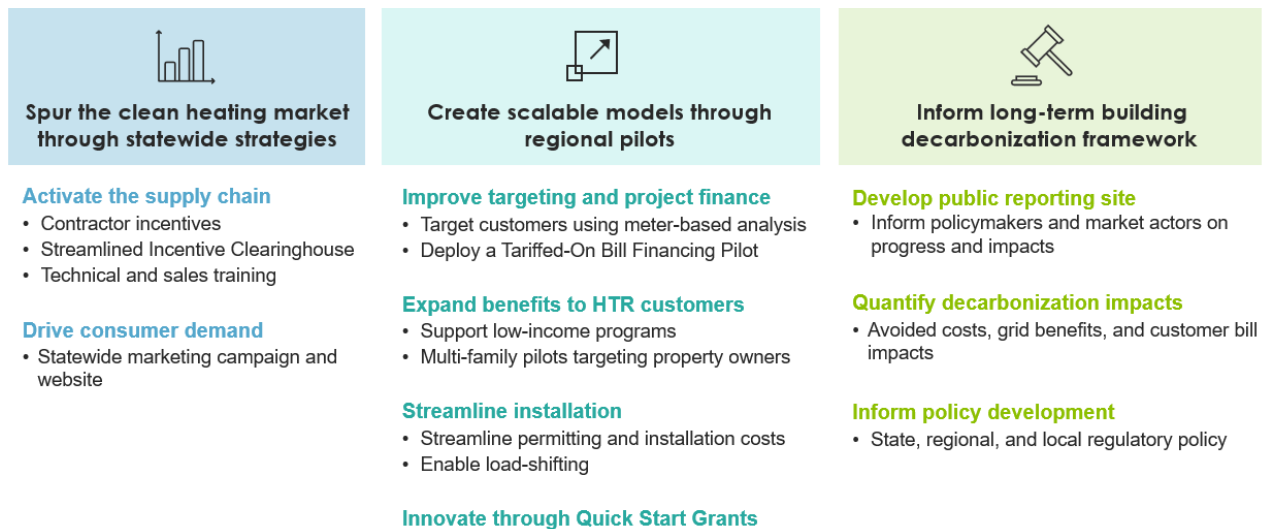 Spur the clean heating market
through statewide strategies
Activate the supply chain
• Contractor incentives
• Streamlined Incentive Clearinghouse
• Technical and sales training
Drive consumer demand
• Statewide marketing campaign and
website
Create scalable models through
regional pilots
Improve targeting and project finance
• Target customers using meter-based analysis
• Deploy a Tariffed-On Bill Financing Pilot
Expand benefits to HTR customers
• Support low-income programs
• Multi-family pilots targeting property owners
Streamline installation
• Streamline permitting and installation costs
• Enable load-shifting
Innovate through Quick Start Grants
Inform long-term building
decarbonization framework
Develop public reporting site
• Inform policymakers and market actors on
progress and impacts
Quantify decarbonization impacts
• Avoided costs, grid benefits, and customer bill
impacts
Inform policy development
• State, regional, and local regulatory policy